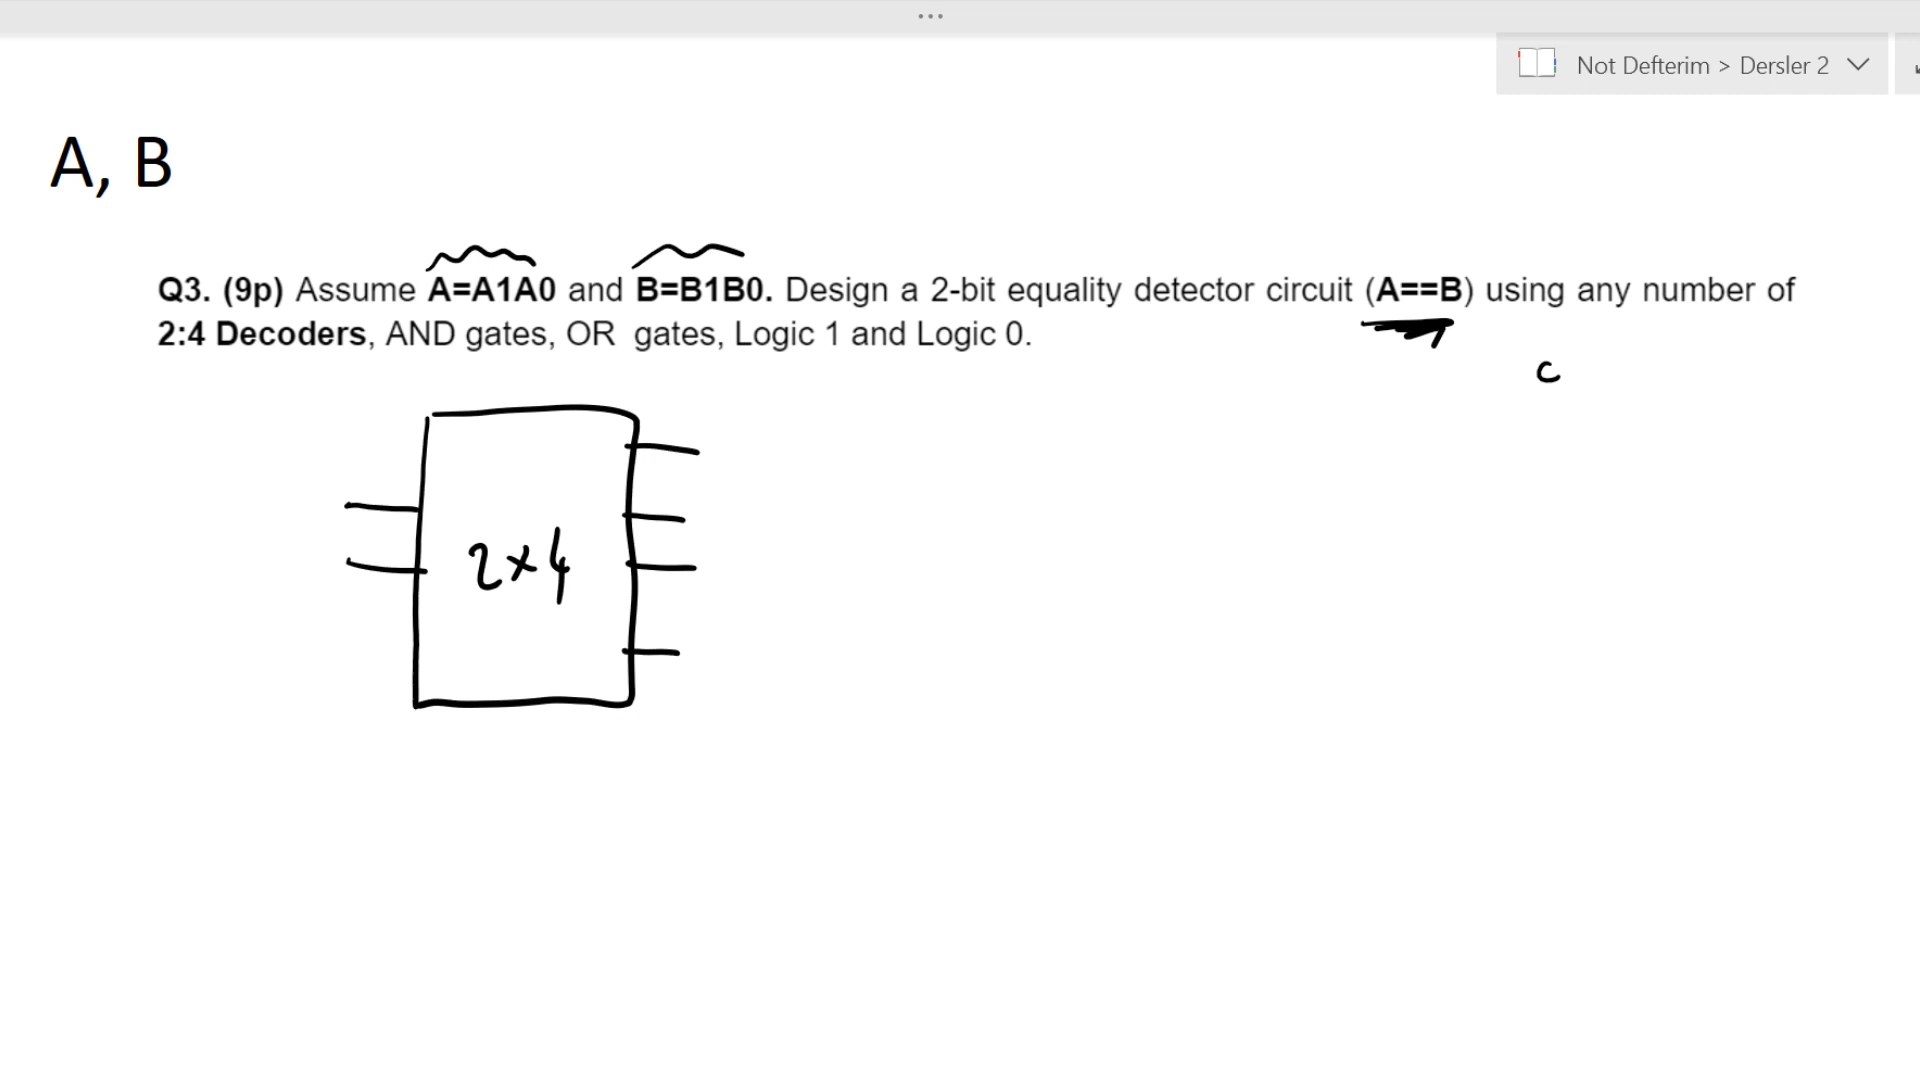 Not Defterim > Dersler 2
A, B
Q3. (9p) Assume A=A1A0 and B=B1B0. Design a 2-bit equality detector circuit (A==B) using any number of
2:4 Decoders, AND gates, OR gates, Logic 1 and Logic 0.
c
2x4